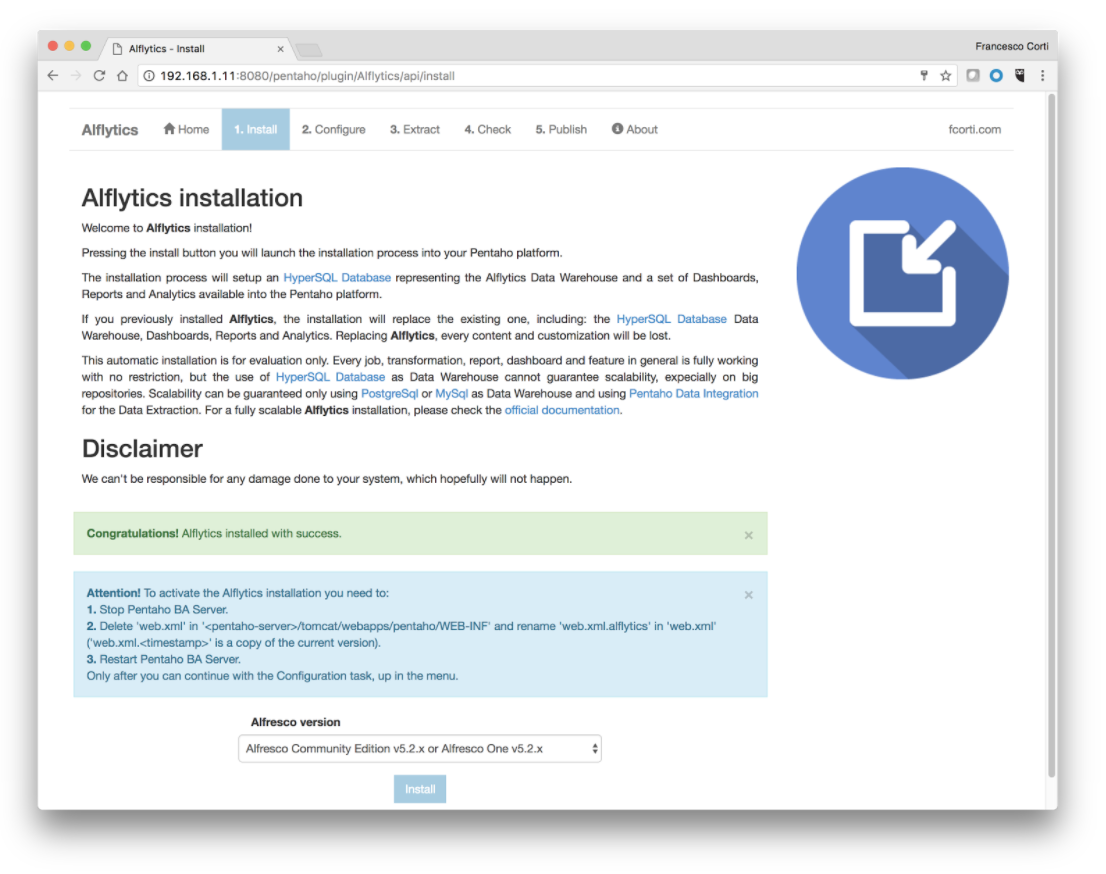 Alflytics - Install
Francesco Corti
192.168.1.11:8080/pentaho/plugin/Alflytics/api/install
Alflytics Home 1. Install 2. Configure 3. Extract 4. Check 5. Publish About fcorti.com
Alflytics installation
Welcome to Alflytics installation!
Pressing the install button you will launch the installation process into your Pentaho platform.
The installation process will setup an HyperSQL Database representing the Alflytics Data Warehouse and a set of Dashboards,
Reports and Analytics available into the Pentaho platform.
If you previously installed Alflytics, the installation will replace the existing one, including: the HyperSQL Database Data
Warehouse, Dashboards, Reports and Analytics. Replacing Alflytics, every content and customization will be lost.
This automatic installation is for evaluation only. Every job, transformation, report, dashboard and feature in general is fully working
with no restriction, but the use of HyperSQL Database as Data Warehouse cannot guarantee scalability, expecially on big
repositories. Scalability can be guaranteed only using PostgreSql or MySql as Data Warehouse and using Pentaho Data Integration
for the Data Extraction. For a fully scalable Alflytics installation, please check the official documentation.
Disclaimer
We can't be responsible for any damage done to your system, which hopefully will not happen.
Congratulations! Alflytics installed with success.
Attention! To activate the Alflytics installation you need to:
1. Stop Pentaho BA Server.
2. Delete 'web.xml' in '<pentaho-server>/tomcat/webapps/pentaho/WEB-INF' and rename 'web.xml.alflytics' in 'web.xml'
('web.xml.<timestamp>' is a copy of the current version).
3. Restart Pentaho BA Server.
Only after you can continue with the Configuration task, up in the menu.
Alfresco version
Alfresco Community Edition v5.2.x or Alfresco One v5.2.x
Install